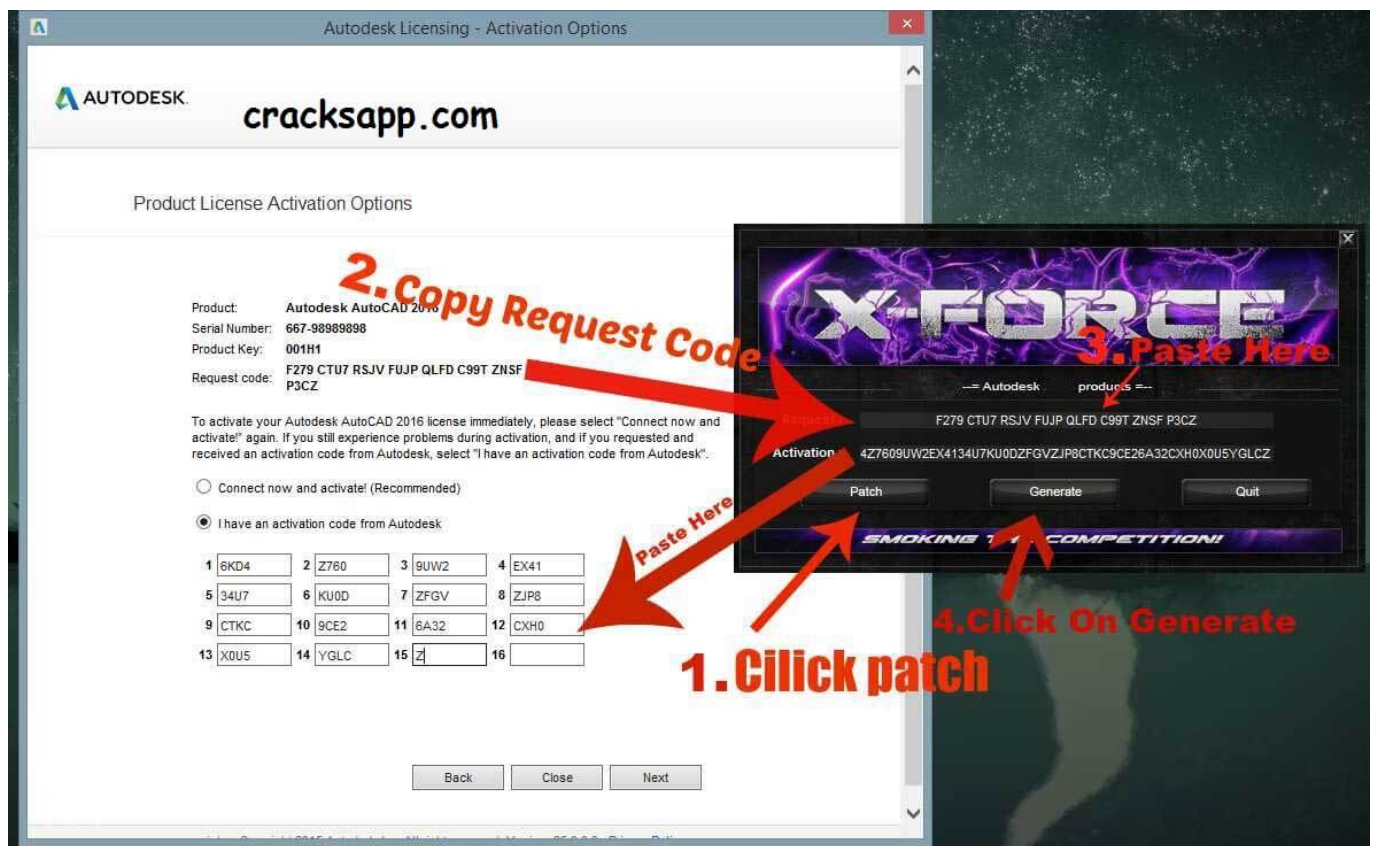 Autodesk Licensing - Activation Options
AUTODESK.
cracksapp.com
Product License Activation Options
2.Copy Request Code
Product: Autodesk AutoCAD 2016
Serial Number: 667-98989898
Product Key: 001H1
Request code: F279 CTU7 RSJV FUJP QLFD C99T ZNSF
P3CZ
To activate your Autodesk AutoCAD 2016 license immediately, please select "Connect now and
activate!" again. If you still experience problems during activation, and if you requested and
received an activation code from Autodesk, select "I have an activation code from Autodesk".
Connect now and activate! (Recommended)
I have an activation code from Autodesk
1 6KD4 2 Z760 3 9UW2 4 EX41
5 34U7 6 KU0D 7 ZFGV 8 ZJP8
9 CTKC 10 9CE2 11 6A32 12 CXH0
13 X0U5 14 YGLC 15 Z 16
Back Close Next
X-FORCE
3.Paste Here
--= Autodesk products =--
Request F279 CTU7 RSJV FUJP QLFD C99T ZNSF P3CZ
Activation 4Z7609UW2EX4134U7KU0DZFGVZJP8CTKC9CE26A32CXH0X0U5YGLCZ
Patch Generate Quit
Paste Here
SMOKING THE COMPETITION!
4.Click On Generate
1.Cilick patch